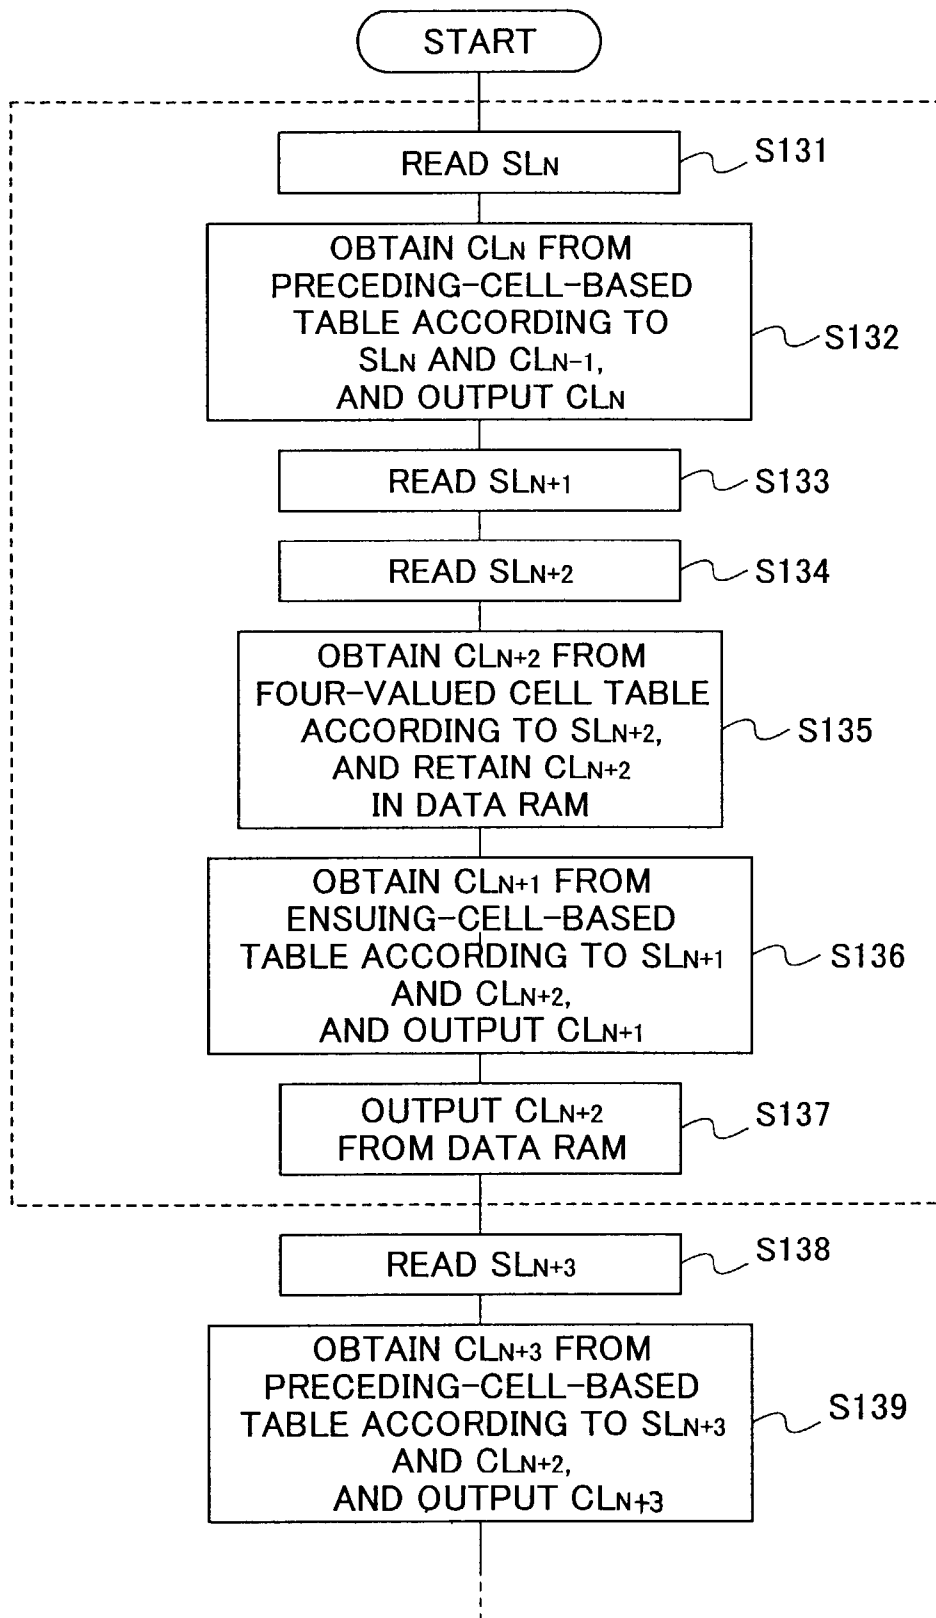 START
READ SLN
S131
OBTAIN CLN FROM
PRECEDING-CELL-BASED
TABLE ACCORDING TO
SLN AND CLN-1,
AND OUTPUT CLN
S132
READ SLN+1
S133
READ SLN+2
S134
OBTAIN CLN+2 FROM
FOUR-VALUED CELL TABLE
ACCORDING TO SLN+2,
AND RETAIN CLN+2
IN DATA RAM
S135
OBTAIN CLN+1 FROM
ENSUING-CELL-BASED
TABLE ACCORDING TO SLN+1
AND CLN+2,
AND OUTPUT CLN+1
S136
OUTPUT CLN+2
FROM DATA RAM
S137
READ SLN+3
S138
OBTAIN CLN+3 FROM
PRECEDING-CELL-BASED
TABLE ACCORDING TO SLN+3
AND CLN+2,
AND OUTPUT CLN+3
S139